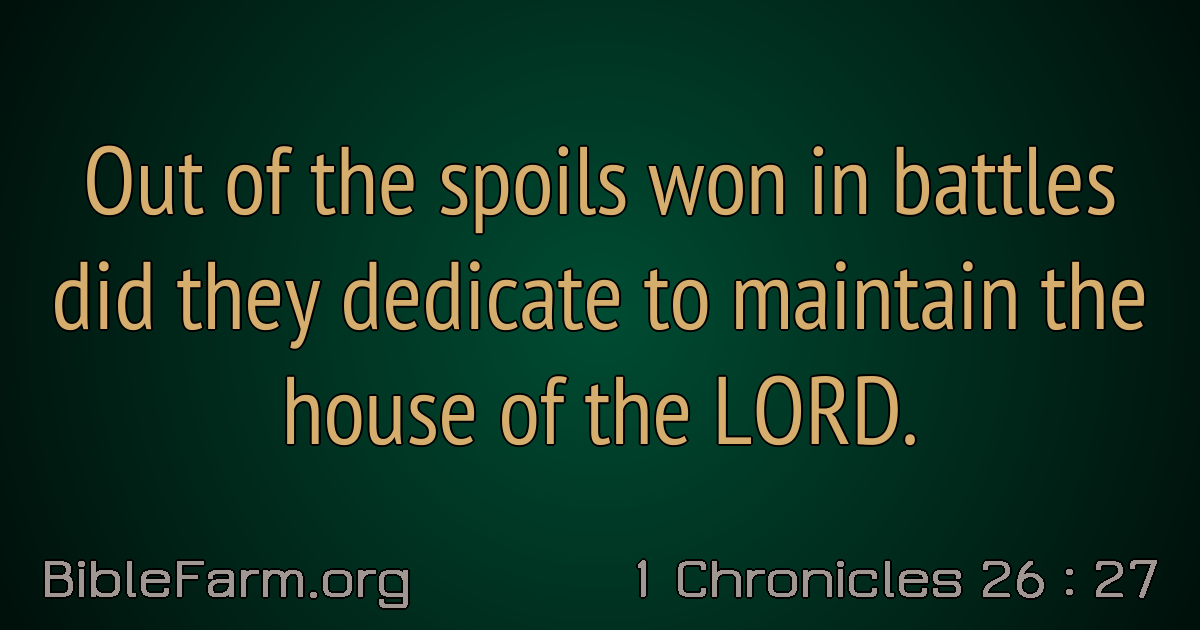 Out of the spoils won in battles
did they dedicate to maintain the
house of the LORD.
BibleFarm.org
1 Chronicles 26 : 27